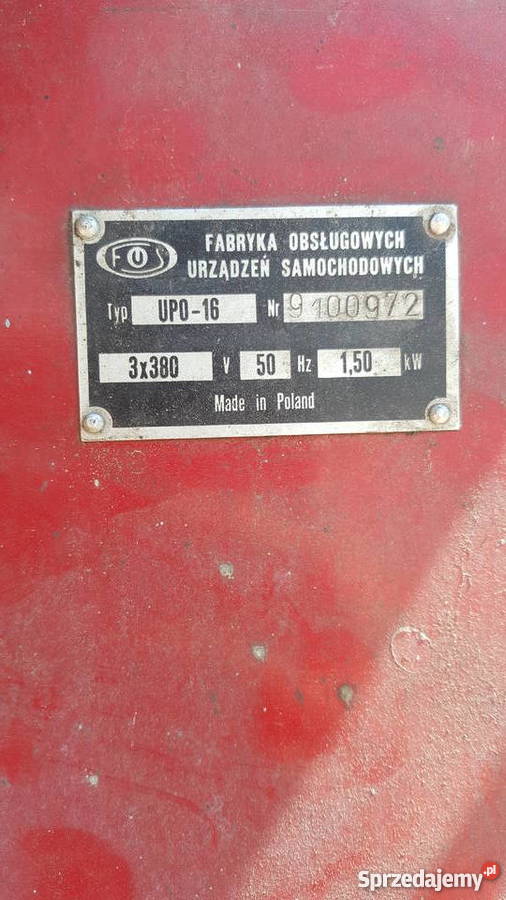 FUS
FABRYKA OBSŁUGOWYCH
URZĄDZEŃ SAMOCHODOWYCH
Typ UPO-16 Nr 9100972
3x380 V 50 Hz 1,50 kW
Made in Poland
Sprzedajemy.pl